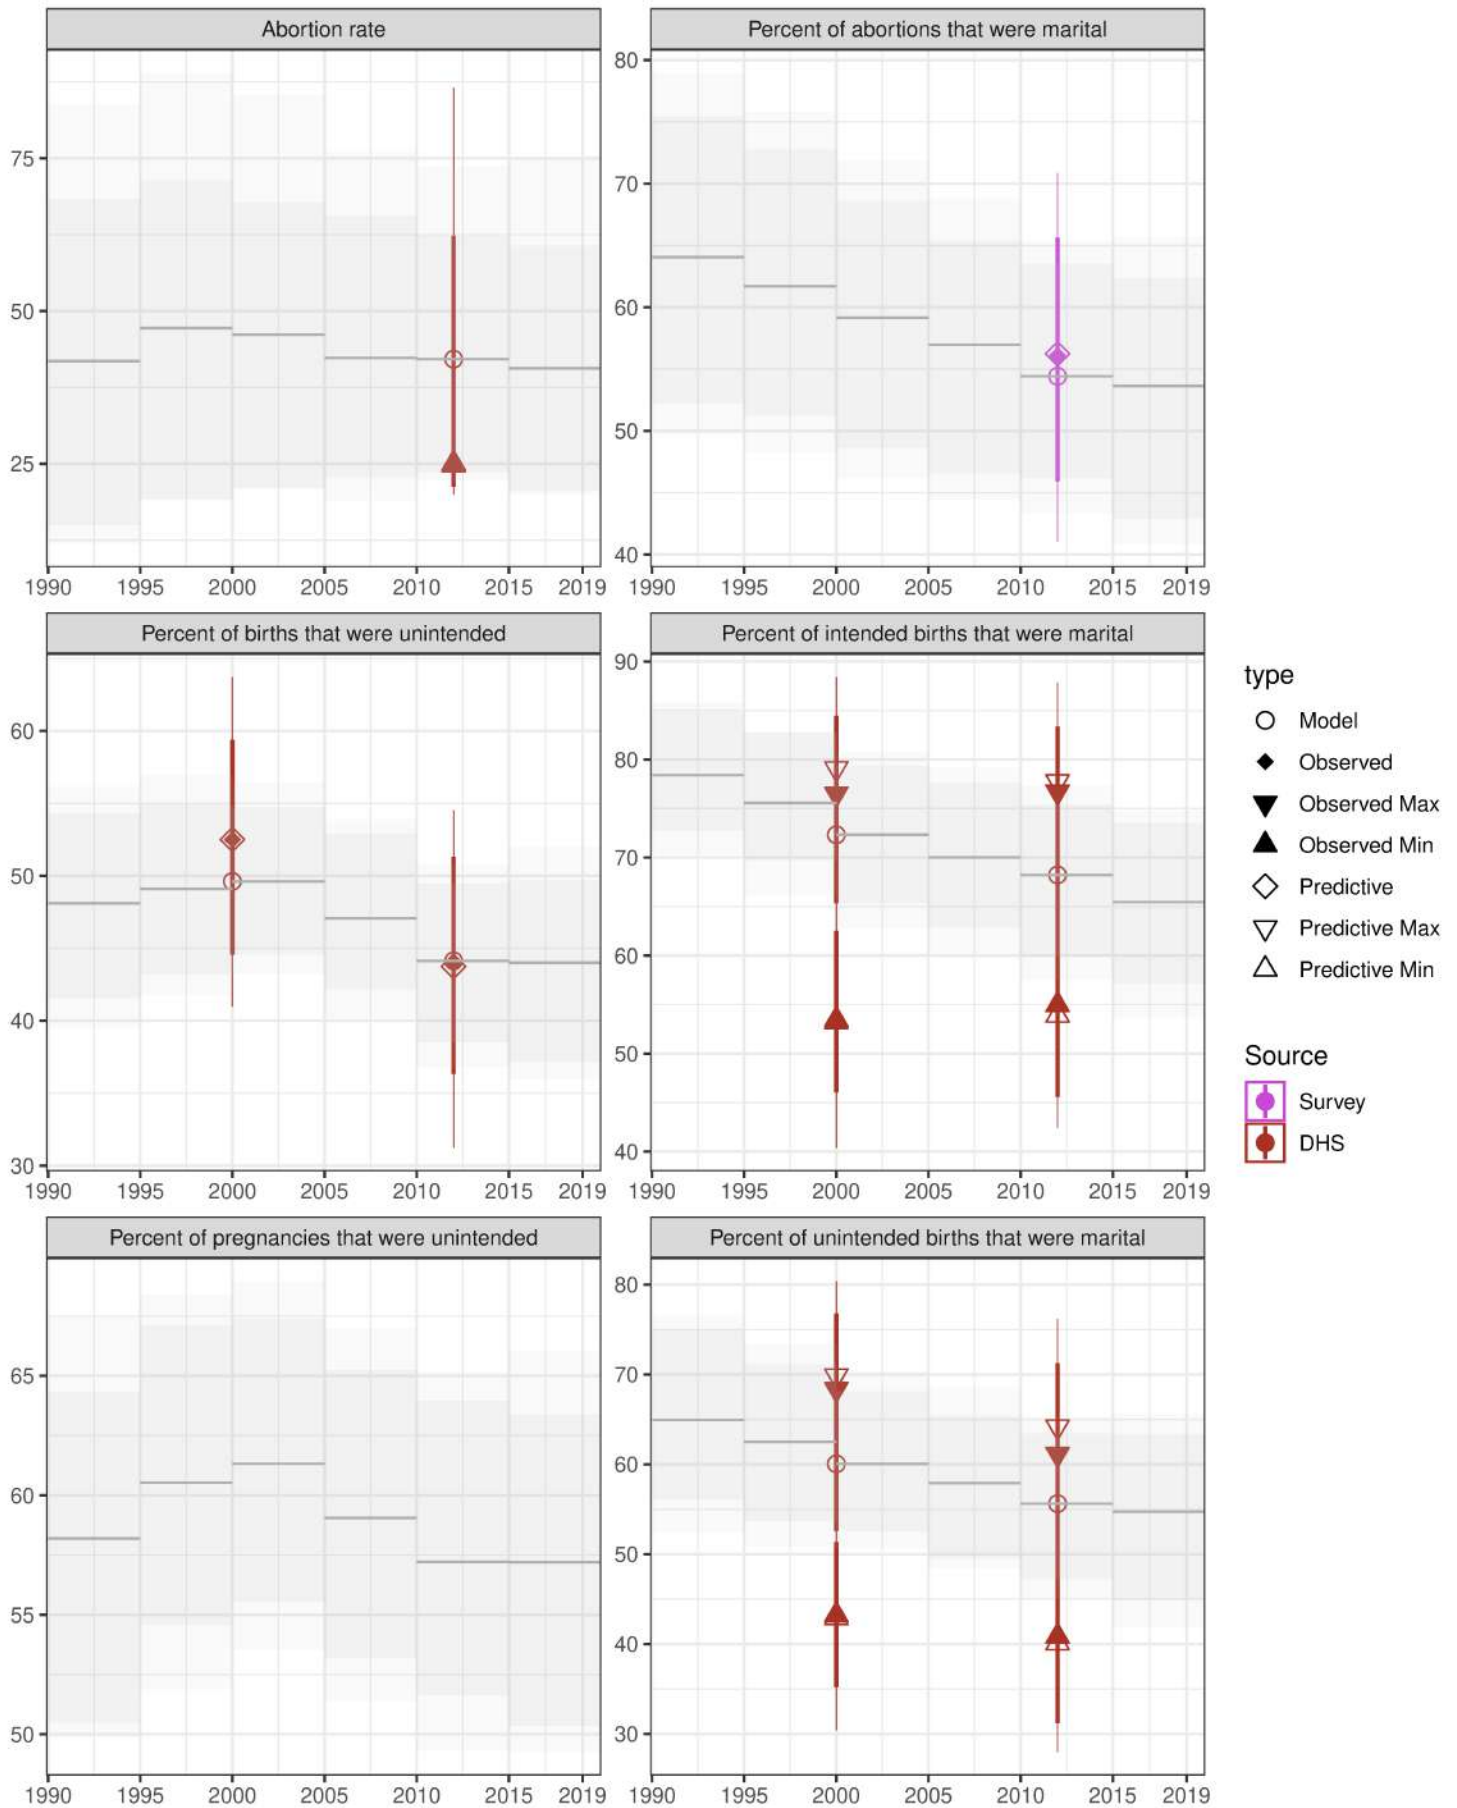 Abortion rate
75
50
25
1990 1995 2000 2005 2010 2015 2019
Percent of abortions that were marital
80
70
60
50
40
1990 1995 2000 2005 2010 2015 2019
Percent of births that were unintended
60
50
40
30
1990 1995 2000 2005 2010 2015 2019
Percent of intended births that were marital
90
80
70
60
50
40
1990 1995 2000 2005 2010 2015 2019
Percent of pregnancies that were unintended
65
60
55
50
1990 1995 2000 2005 2010 2015 2019
Percent of unintended births that were marital
80
70
60
50
40
30
1990 1995 2000 2005 2010 2015 2019
type
Model
Observed
Observed Max
Observed Min
Predictive
Predictive Max
Predictive Min
Source
Survey
DHS